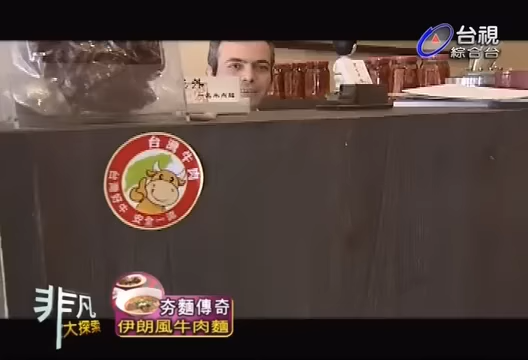 台視
綜合台
台灣牛肉
台灣好牛
安全一頭
非凡
大探索
夯麵傳奇
伊朗風牛肉麵